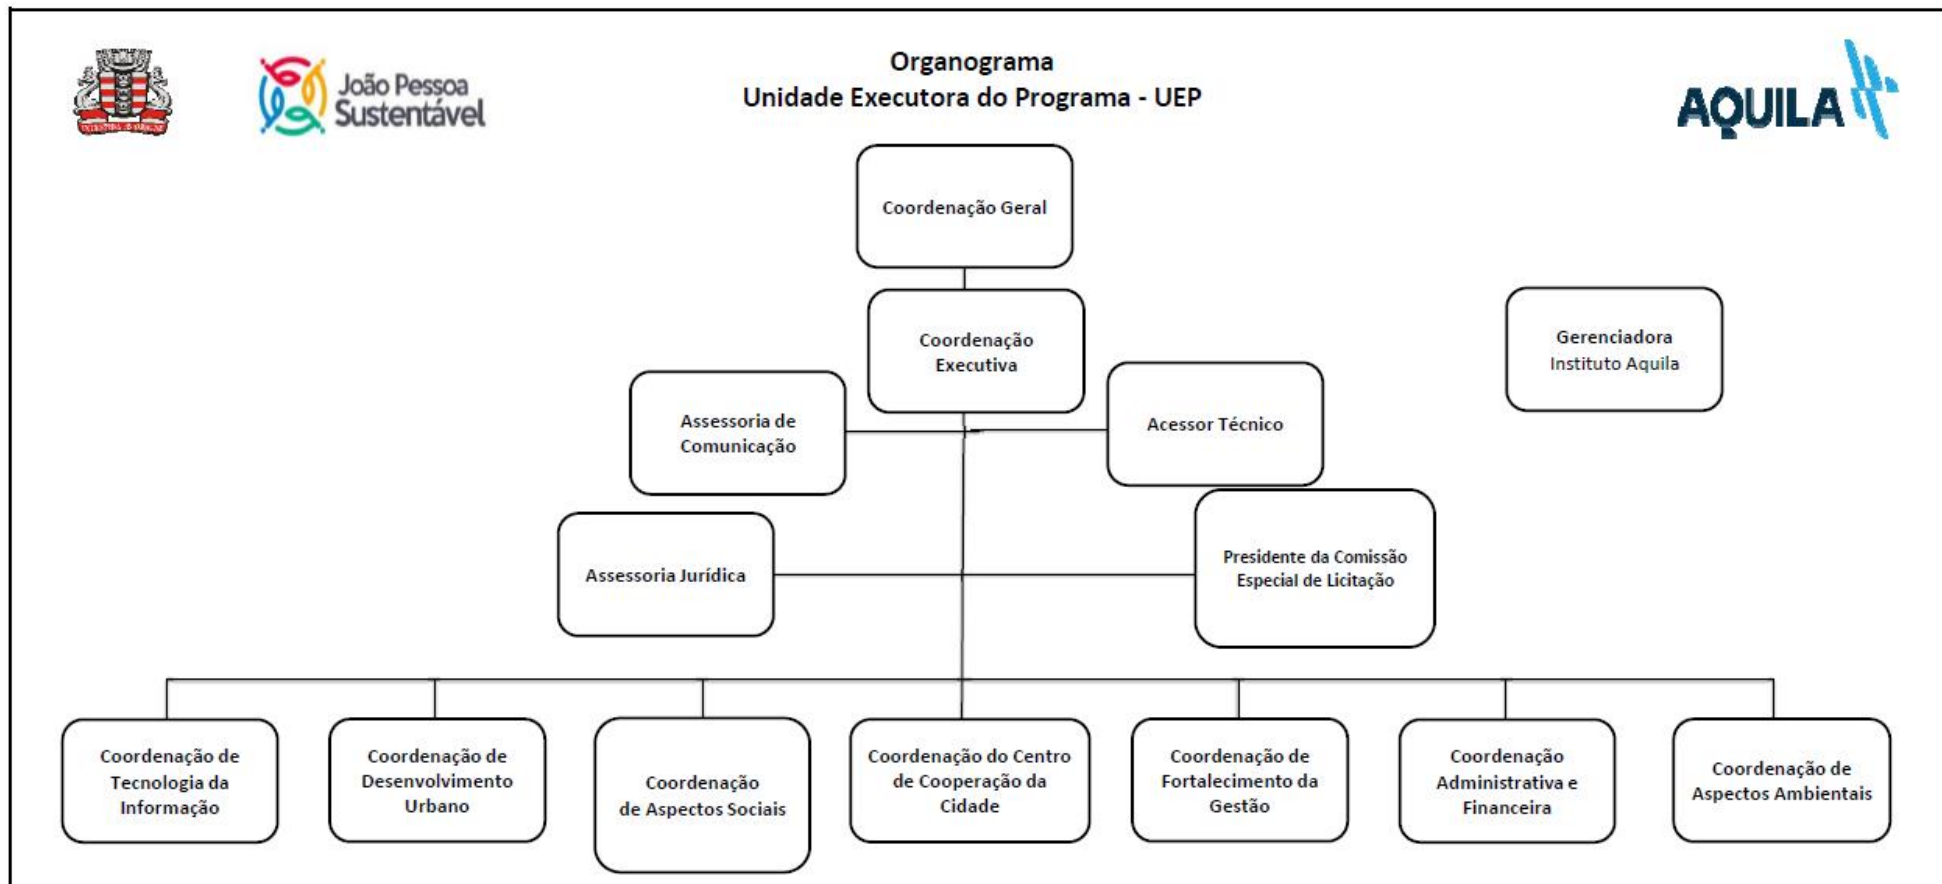 Organograma
Unidade Executora do Programa - UEP
João Pessoa
Sustentável
AQUILA
Coordenação Geral
Coordenação
Executiva
Gerenciadora
Instituto Aquila
Assessoria de
Comunicação
Acessor Técnico
Assessoria Jurídica
Presidente da Comissão
Especial de Licitação
Coordenação de
Tecnologia da
Informação
Coordenação de
Desenvolvimento
Urbano
Coordenação
de Aspectos Sociais
Coordenação do Centro
de Cooperação da
Cidade
Coordenação de
Fortalecimento da
Gestão
Coordenação
Administrativa e
Financeira
Coordenação de
Aspectos Ambientais